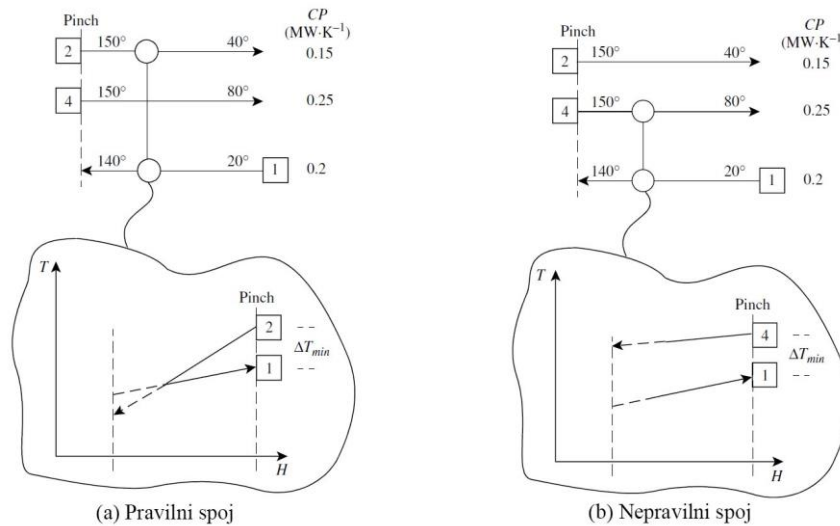 Pinch
CP
(MW·K⁻¹)
2 150° 40° 0.15
4 150° 80° 0.25
140° 20° 1 0.2
T
Pinch
2
ΔTmin
1
H
(a) Pravilni spoj
Pinch
CP
(MW·K⁻¹)
2 150° 40° 0.15
4 150° 80° 0.25
140° 20° 1 0.2
T
Pinch
4
ΔTmin
1
H
(b) Nepravilni spoj